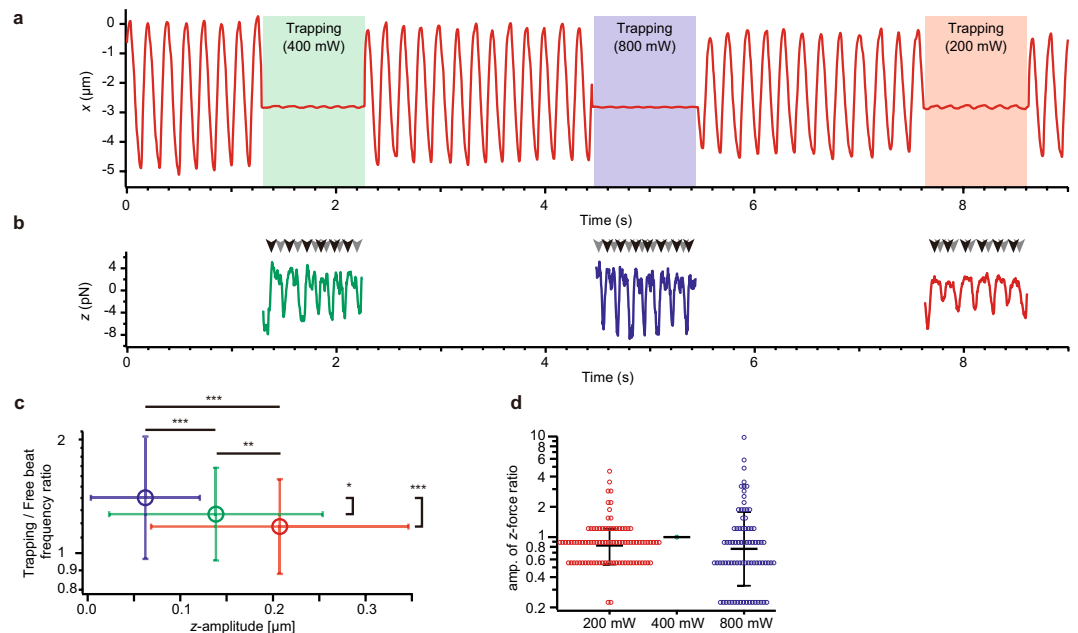 a
Trapping
(400 mW)
Trapping
(800 mW)
Trapping
(200 mW)
0
-1
-2
-3
-4
-5
x (µm)
0
2
4
6
8
Time (s)
b
4
0
-4
-8
z (pN)
0
2
4
6
8
Time (s)
c
***
***
**
*
***
2
1
0.9
0.8
Trapping / Free beat
frequency ratio
0.0
0.1
0.2
0.3
z-amplitude [µm]
d
10
8
6
4
2
1
0.8
0.6
0.4
0.2
amp. of z-force ratio
200 mW
400 mW
800 mW